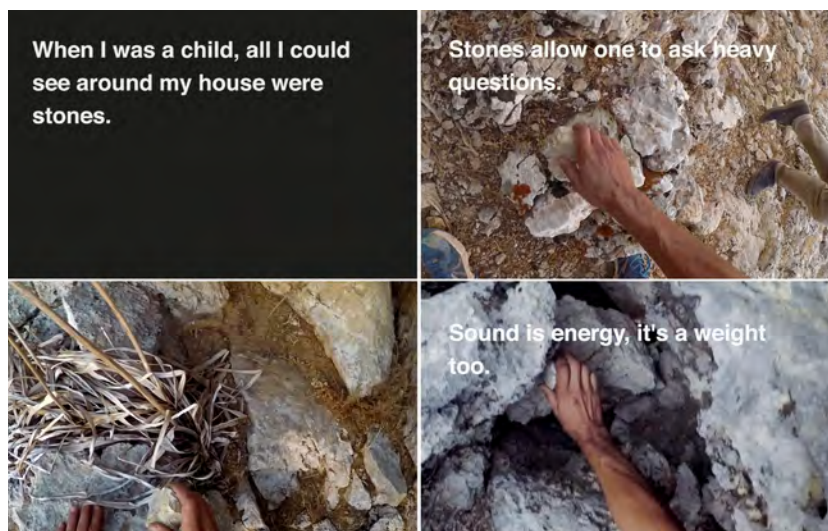 When I was a child, all I could
see around my house were
stones.
Stones allow one to ask heavy
questions.
Sound is energy, it's a weight
too.